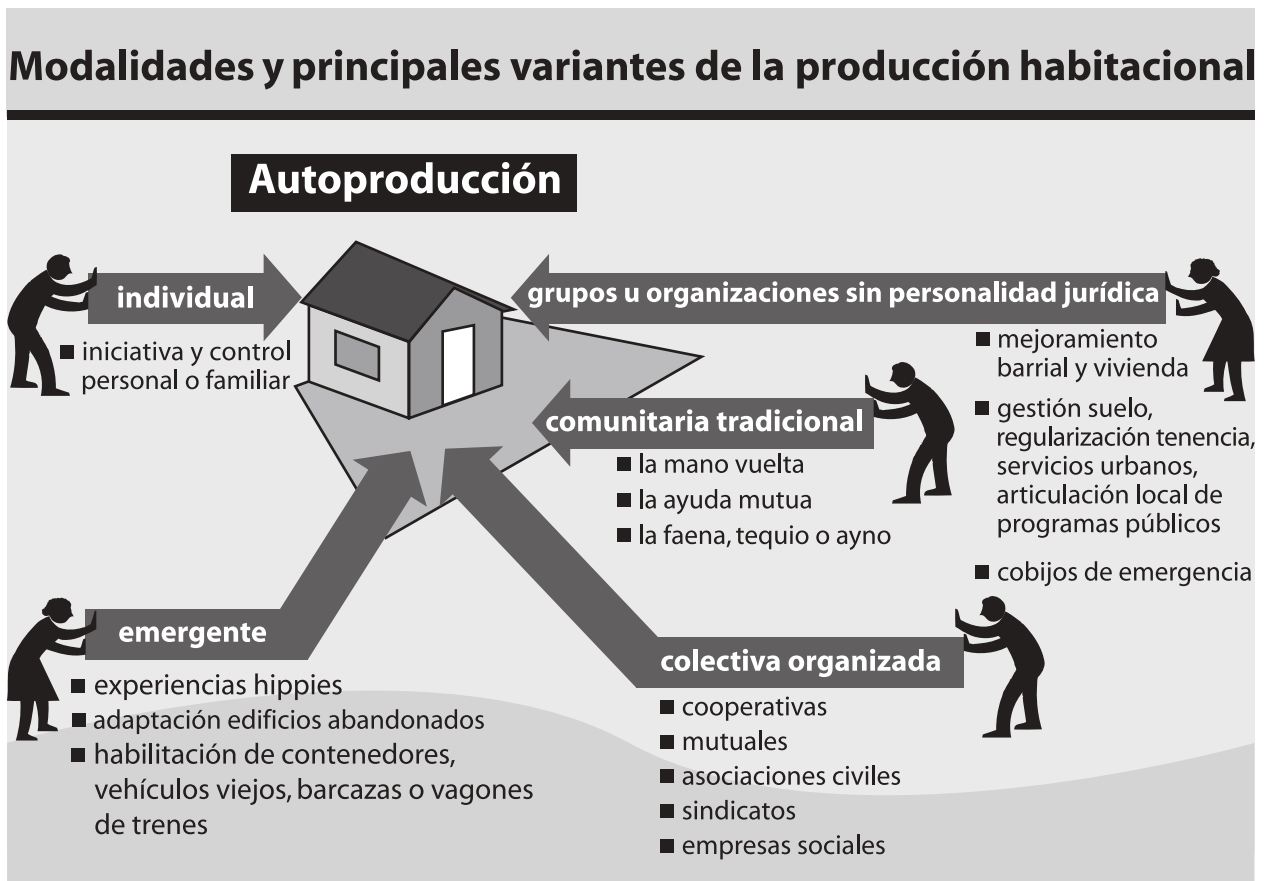 Modalidades y principales variantes de la producción habitacional
Autoproducción
individual
■ iniciativa y control
personal o familiar
grupos u organizaciones sin personalidad jurídica
■ mejoramiento
barrial y vivienda
■ gestión suelo,
regularización tenencia,
servicios urbanos,
articulación local de
programas públicos
■ cobijos de emergencia
comunitaria tradicional
■ la mano vuelta
■ la ayuda mutua
■ la faena, tequio o ayno
emergente
■ experiencias hippies
■ adaptación edificios abandonados
■ habilitación de contenedores,
vehículos viejos, barcazas o vagones
de trenes
colectiva organizada
■ cooperativas
■ mutuales
■ asociaciones civiles
■ sindicatos
■ empresas sociales